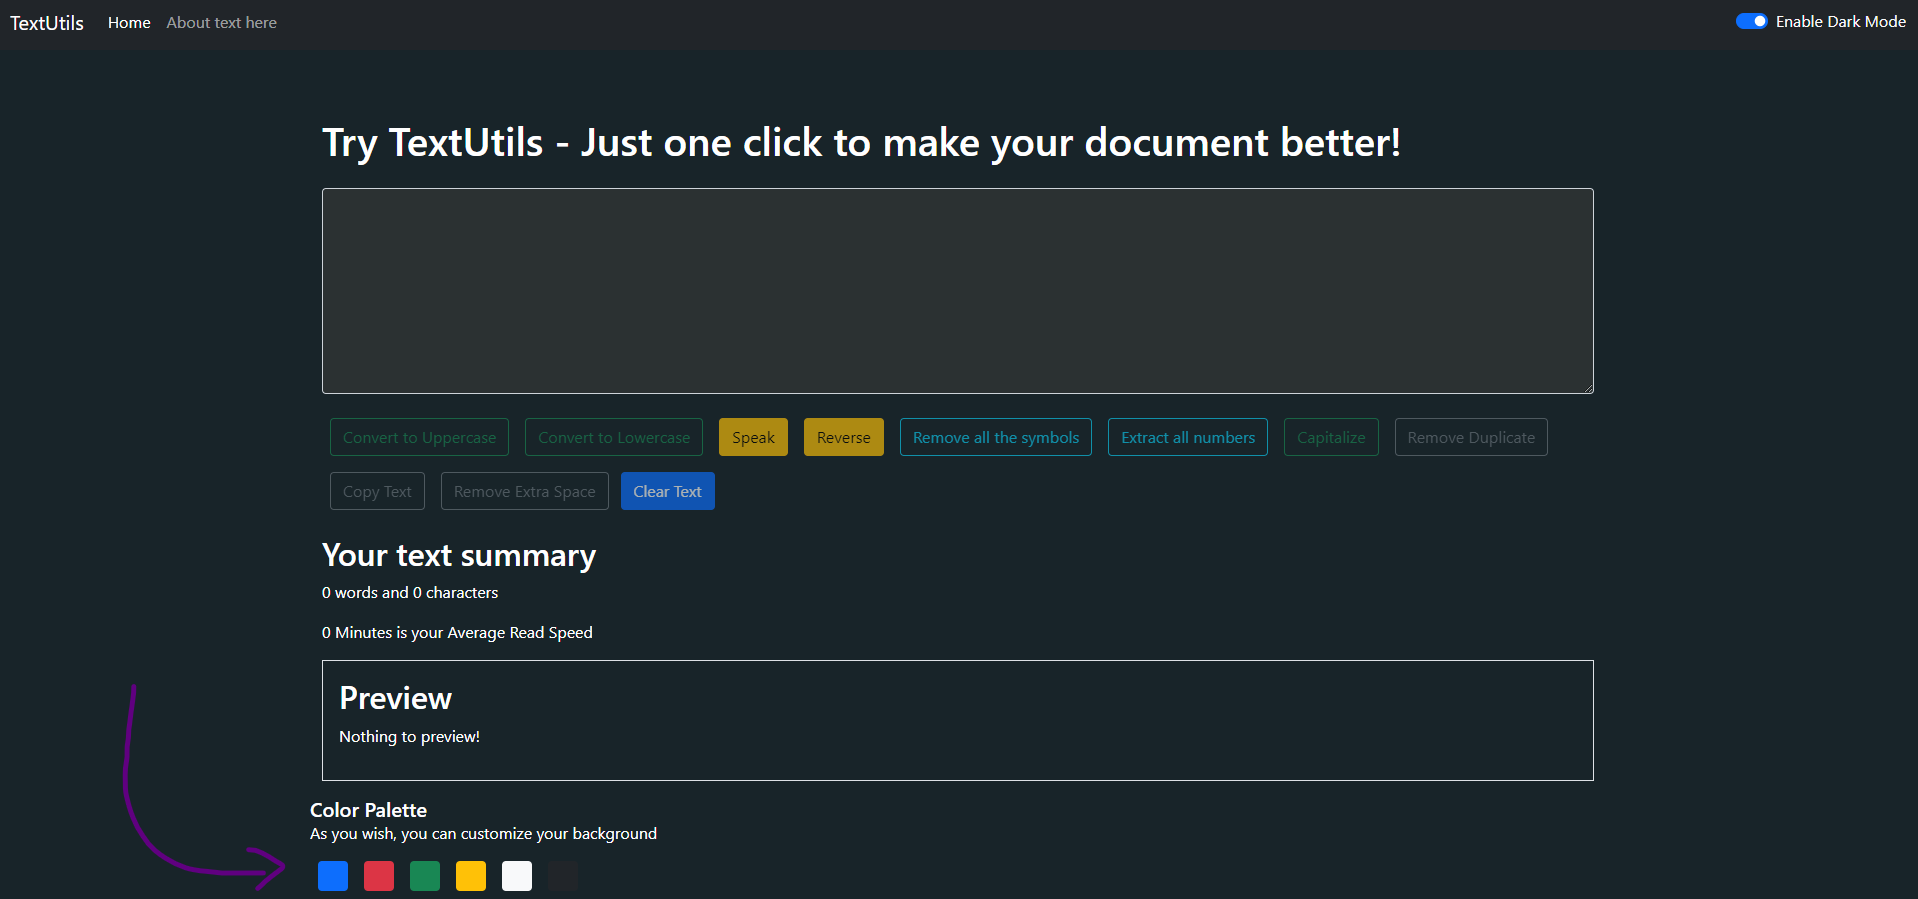 TextUtils Home About text here Enable Dark Mode
Try TextUtils - Just one click to make your document better!
Convert to Uppercase Convert to Lowercase Speak Reverse Remove all the symbols Extract all numbers Capitalize Remove Duplicate
Copy Text Remove Extra Space Clear Text
Your text summary
0 words and 0 characters
0 Minutes is your Average Read Speed
Preview
Nothing to preview!
Color Palette
As you wish, you can customize your background